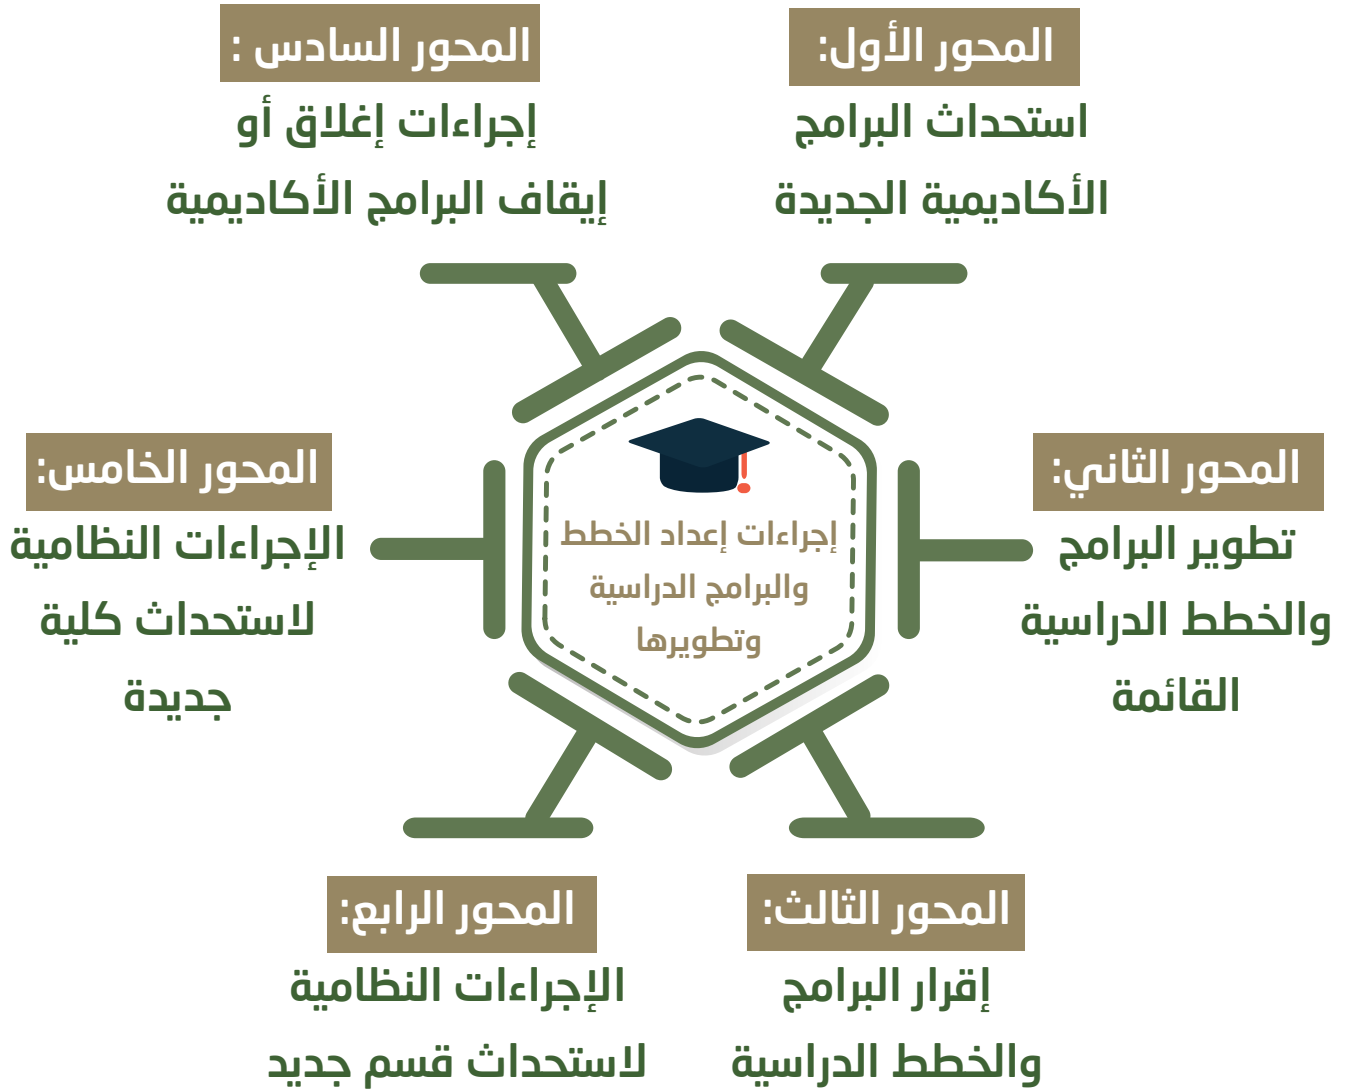 المحور الأول:
استحداث البرامج
الأكاديمية الجديدة
المحور الثاني:
تطوير البرامج
والخطط الدراسية
القائمة
المحور الثالث:
إقرار البرامج
والخطط الدراسية
المحور الرابع:
الإجراءات النظامية
لاستحداث قسم جديد
المحور الخامس:
الإجراءات النظامية
لاستحداث كلية
جديدة
المحور السادس :
إجراءات إغلاق أو
إيقاف البرامج الأكاديمية
إجراءات إعداد الخطط
والبرامج الدراسية
وتطويرها